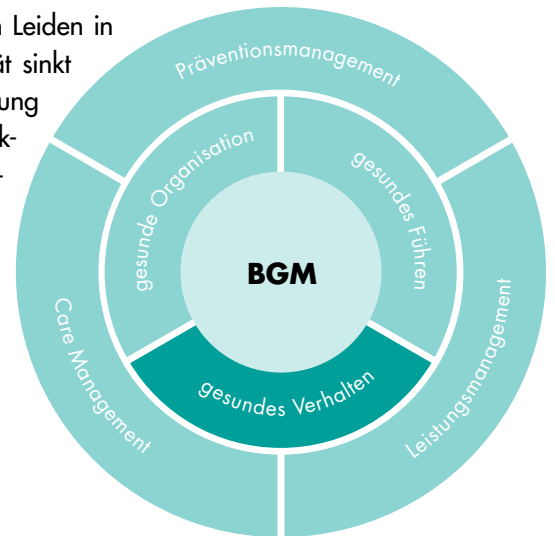 Leiden in
ät sinkt
ung
k-
-
Präventionsmanagement
gesunde Organisation
gesundes Führen
BGM
gesundes Verhalten
Care Management
Leistungsmanagement